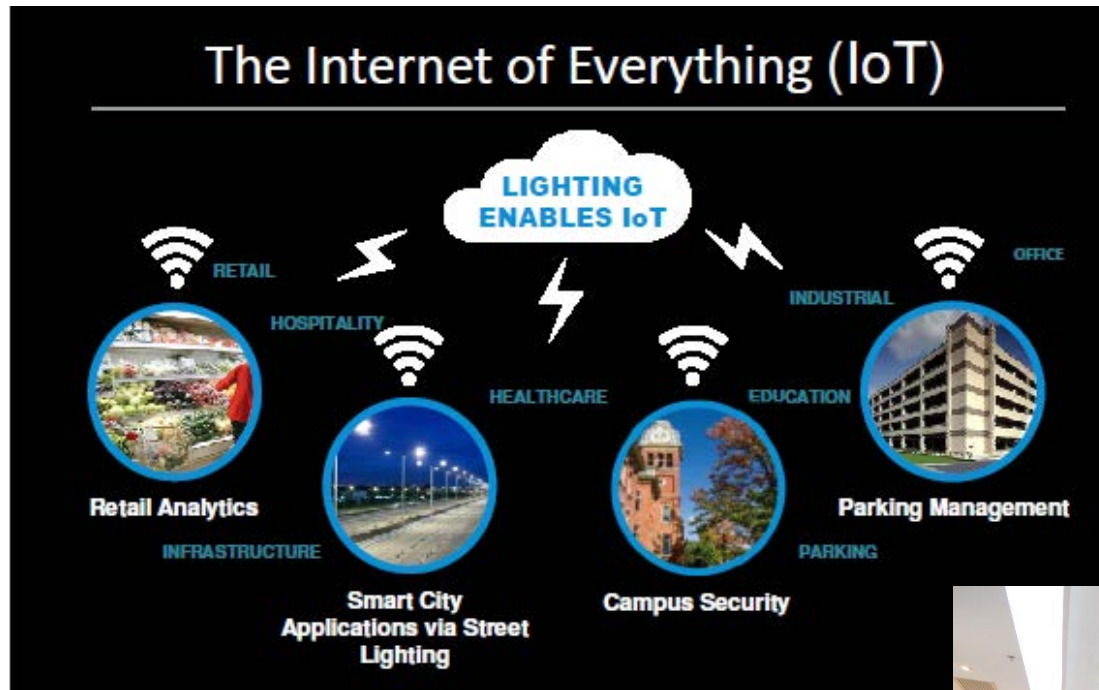 The Internet of Everything (IoT)
LIGHTING
ENABLES IoT
RETAIL
OFFICE
HOSPITALITY
INDUSTRIAL
HEALTHCARE
EDUCATION
Retail Analytics
Parking Management
INFRASTRUCTURE
PARKING
Smart City
Applications via Street
Lighting
Campus Security